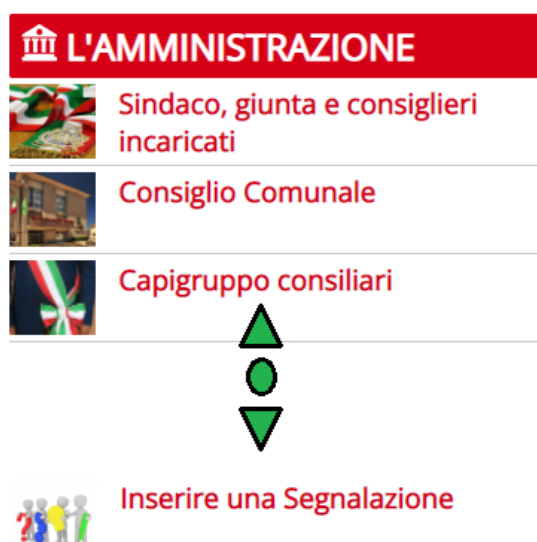 L'AMMINISTRAZIONE
Sindaco, giunta e consiglieri
incaricati
Consiglio Comunale
Capigruppo consiliari
Inserire una Segnalazione